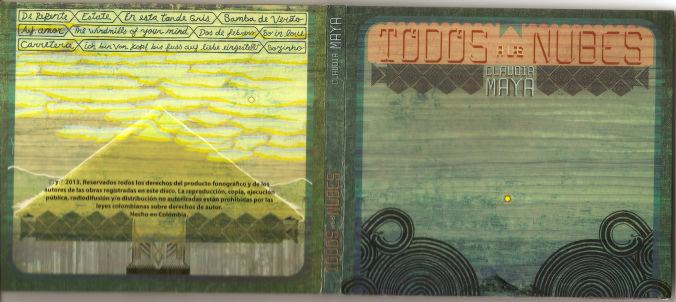 De Repente Estate En esta tarde Gris Bamba de Verão
Ay, amor The windmills of your mind Dos de febrero So in love
Carretera ich bin von kopf bis fuss auf liebe eingestellt Sozinho
© y ℗ 2013. Reservados todos los derechos del producto fonográfico y de los
autores de las obras registradas en este disco. La reproducción, copia, ejecución
pública, radiodifusión y/o distribución no autorizadas están prohibidas por las
leyes colombianas sobre derechos de autor.
Hecho en Colombia.
TODOS A LAS NUBES CLAUDIA MAYA
TODOS A LAS NUBES
CLAUDIA
MAYA